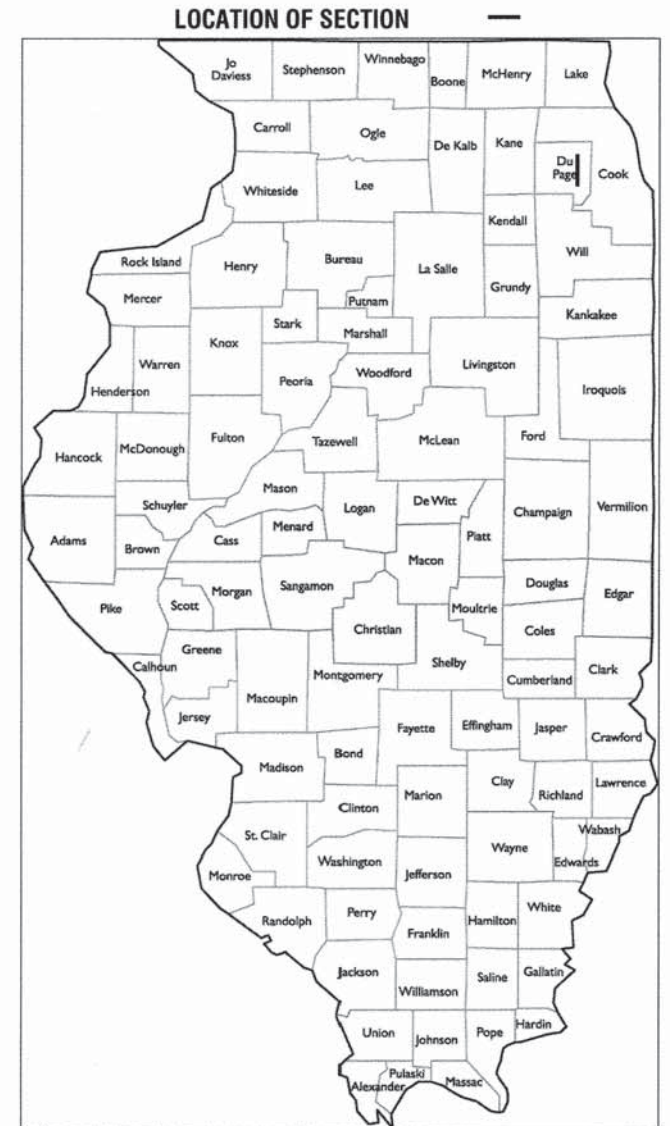 LOCATION OF SECTION
Jo
Daviess
Stephenson
Winnebago
Boone
McHenry
Lake
Carroll
Ogle
De Kalb
Kane
Du
Page
Cook
Whiteside
Lee
Kendall
Will
Rock Island
Henry
Bureau
La Salle
Grundy
Mercer
Putnam
Kankakee
Stark
Marshall
Knox
Warren
Henderson
Peoria
Woodford
Livingston
Iroquois
Hancock
McDonough
Fulton
Tazewell
McLean
Ford
Schuyler
Mason
Logan
De Witt
Champaign
Vermilion
Adams
Brown
Cass
Menard
Macon
Piatt
Pike
Scott
Morgan
Sangamon
Christian
Moultrie
Douglas
Edgar
Coles
Calhoun
Greene
Macoupin
Montgomery
Shelby
Cumberland
Clark
Jersey
Fayette
Effingham
Jasper
Crawford
Madison
Bond
Clinton
Marion
Clay
Richland
Lawrence
St. Clair
Washington
Wayne
Wabash
Edwards
Monroe
Jefferson
Randolph
Perry
Franklin
Hamilton
White
Jackson
Williamson
Saline
Gallatin
Union
Johnson
Pope
Hardin
Alexander
Pulaski
Massac